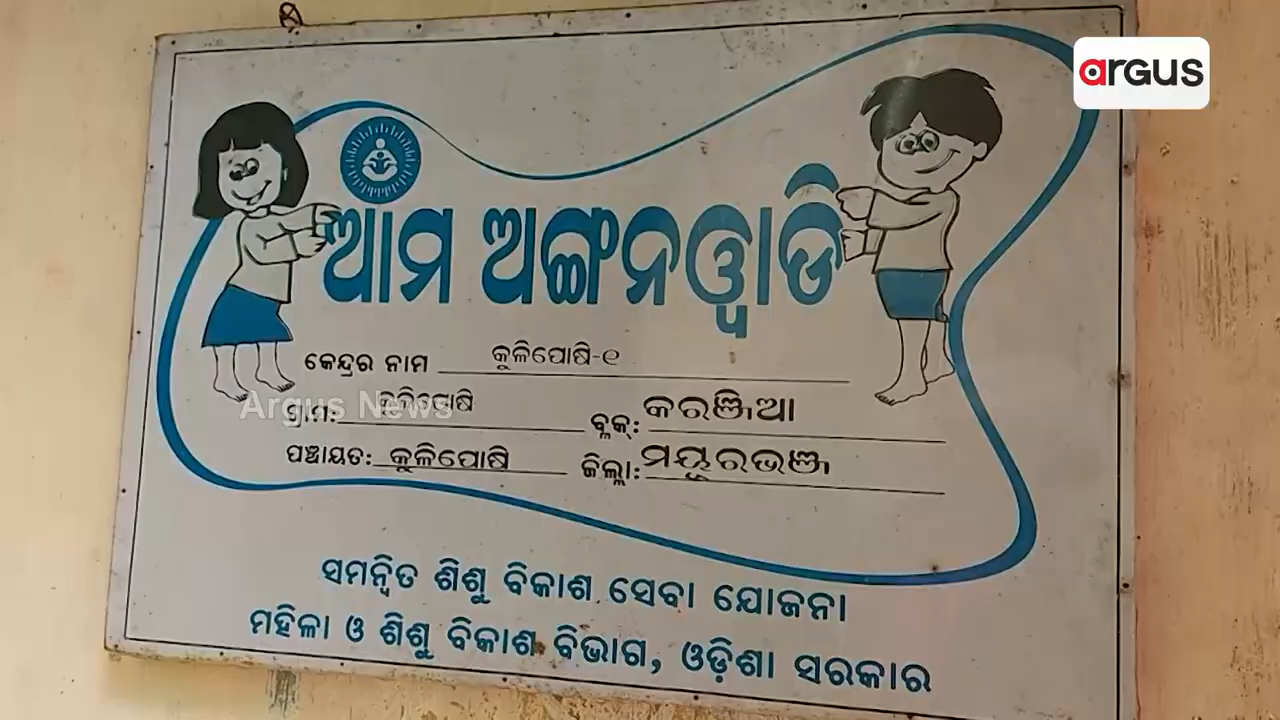 argus
ଆମ ଅଙ୍ଗନୱାଡି
କେନ୍ଦ୍ରର ନାମ କୁଳିପୋଷି-୧
ଗ୍ରାମ: କୁଳିପୋଷି ବ୍ଲକ୍: କରଞ୍ଜିଆ
Argus News
ପଞ୍ଚାୟତ: କୁଳିପୋଷି ଜିଲ୍ଲା: ମୟୂରଭଞ୍ଜ
ସମନ୍ୱିତ ଶିଶୁ ବିକାଶ ସେବା ଯୋଜନା
ମହିଳା ଓ ଶିଶୁ ବିକାଶ ବିଭାଗ, ଓଡ଼ିଶା ସରକାର